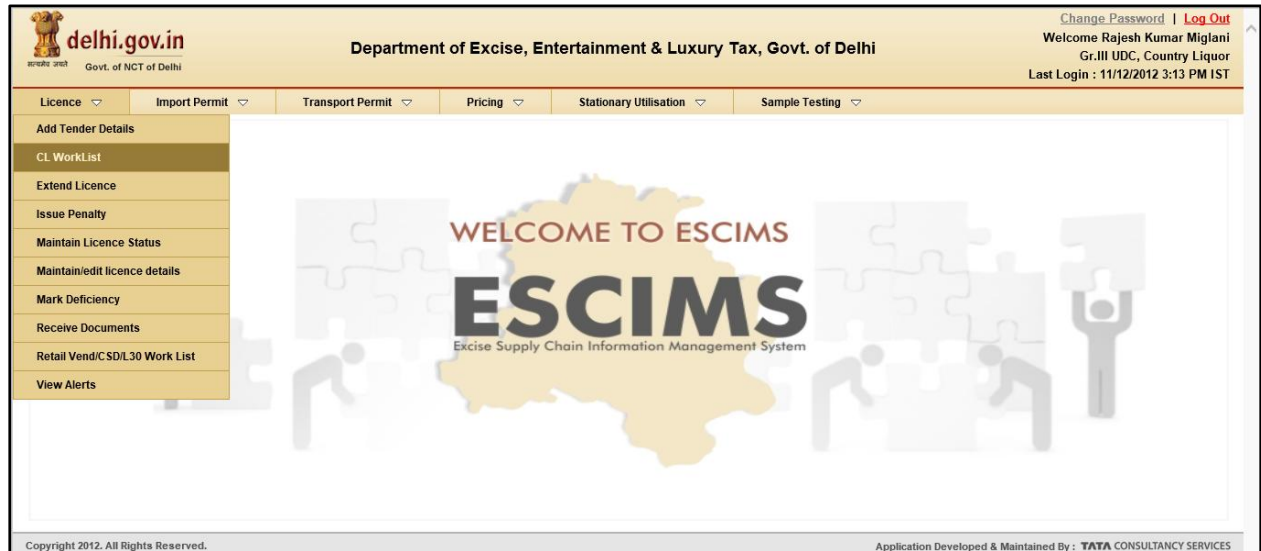 Change Password | Log Out
delhi.gov.in
सत्यमेव जयते
Govt. of NCT of Delhi
Department of Excise, Entertainment & Luxury Tax, Govt. of Delhi
Welcome Rajesh Kumar Miglani
Gr.III UDC, Country Liquor
Last Login : 11/12/2012 3:13 PM IST
Licence Import Permit Transport Permit Pricing Stationary Utilisation Sample Testing
Add Tender Details
CL WorkList
Extend Licence
Issue Penalty
Maintain Licence Status
Maintain/edit licence details
Mark Deficiency
Receive Documents
Retail Vend/CSD/L30 Work List
View Alerts
WELCOME TO ESCIMS
ESCIMS
Excise Supply Chain Information Management System
Copyright 2012. All Rights Reserved.
Application Developed & Maintained By : TATA CONSULTANCY SERVICES